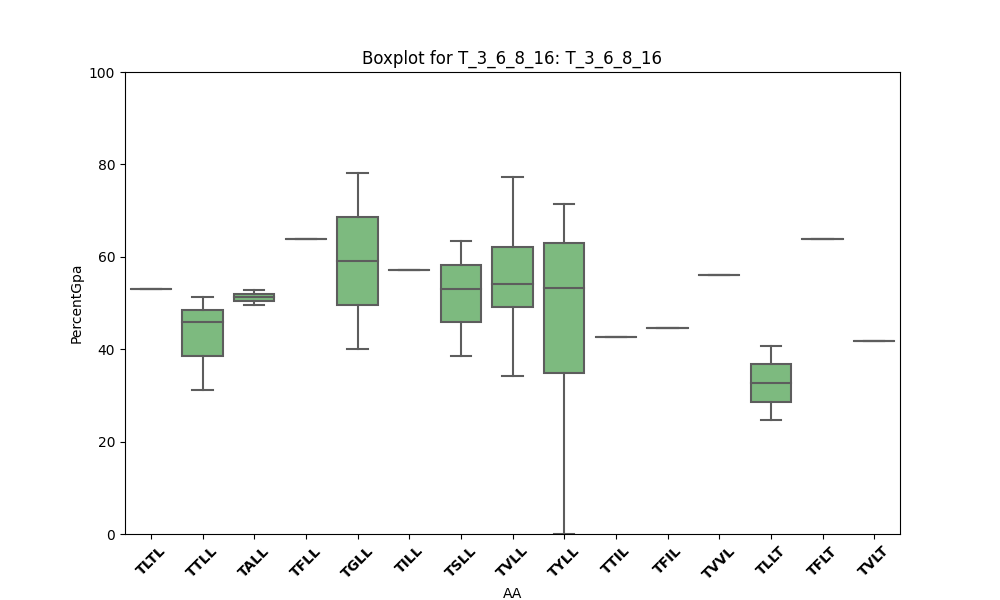 Boxplot for T_3_6_8_16: T_3_6_8_16
PercentGpa
100
80
60
40
20
0
TLTL TTLL TALL TFLL TGLL TILL TSLL TVLL TYLL TTIL TFIL TVVL TLLT TFLT TVLT
AA